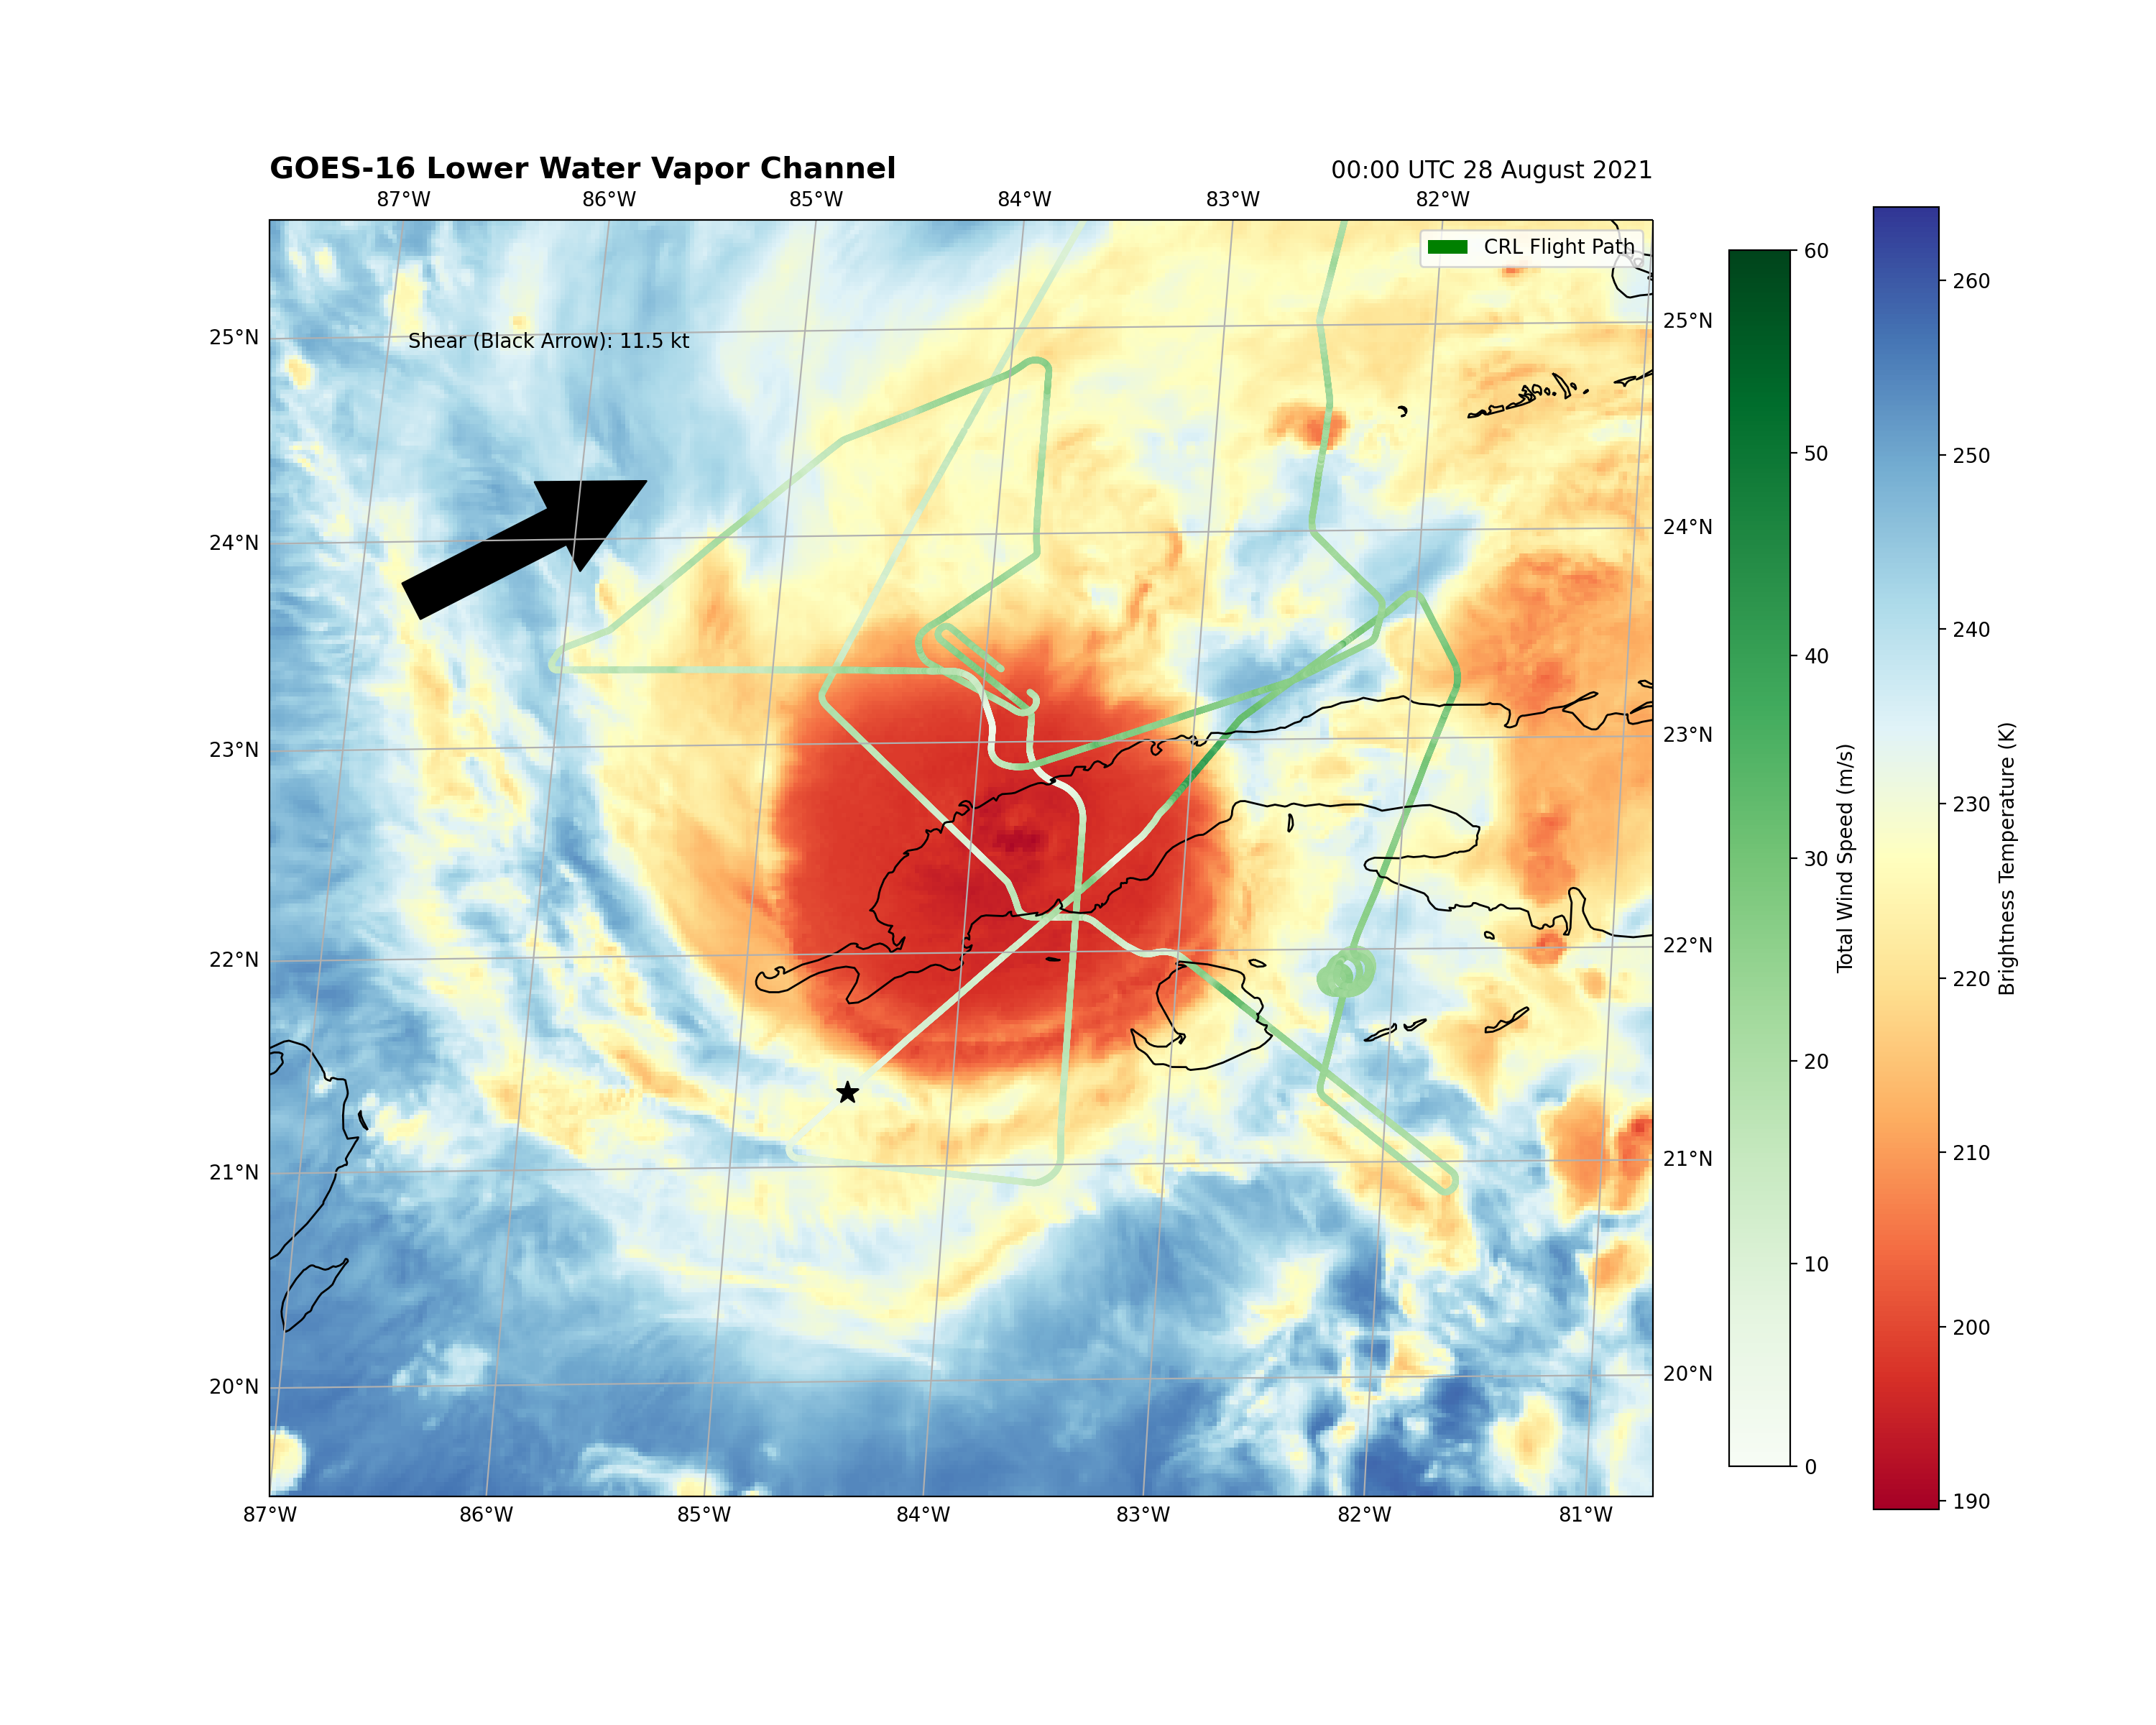 GOES-16 Lower Water Vapor Channel
00:00 UTC 28 August 2021
87°W 86°W 85°W 84°W 83°W 82°W
CRL Flight Path
Shear (Black Arrow): 11.5 kt
25°N
24°N
23°N
22°N
21°N
20°N
25°N
24°N
23°N
22°N
21°N
20°N
87°W 86°W 85°W 84°W 83°W 82°W 81°W
60
50
40
30
20
10
0
Total Wind Speed (m/s)
260
250
240
230
220
210
200
190
Brightness Temperature (K)